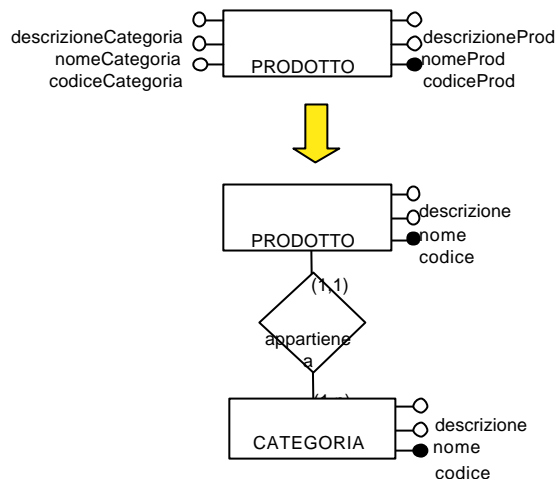 descrizioneCategoria
descrizioneProd
nomeCategoria
nomeProd
PRODOTTO
codiceCategoria
codiceProd
descrizione
PRODOTTO
nome
codice
(1,1)
appartiene
a
descrizione
CATEGORIA
nome
codice